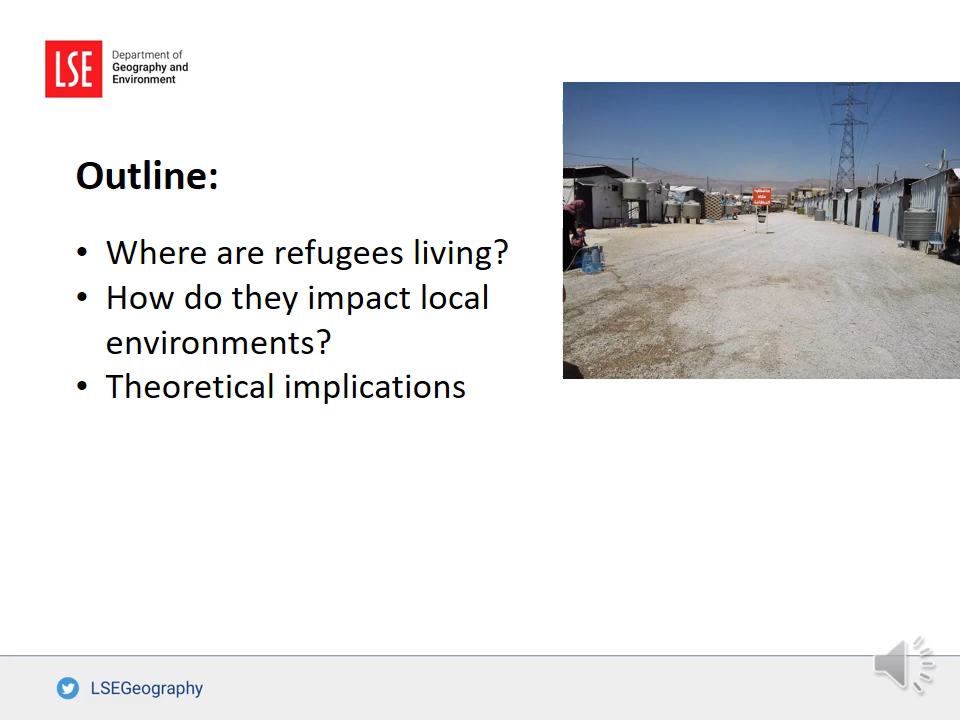 LSE
Department of
Geography and
Environment
Outline:
• Where are refugees living?
• How do they impact local
environments?
• Theoretical implications
LSEGeography